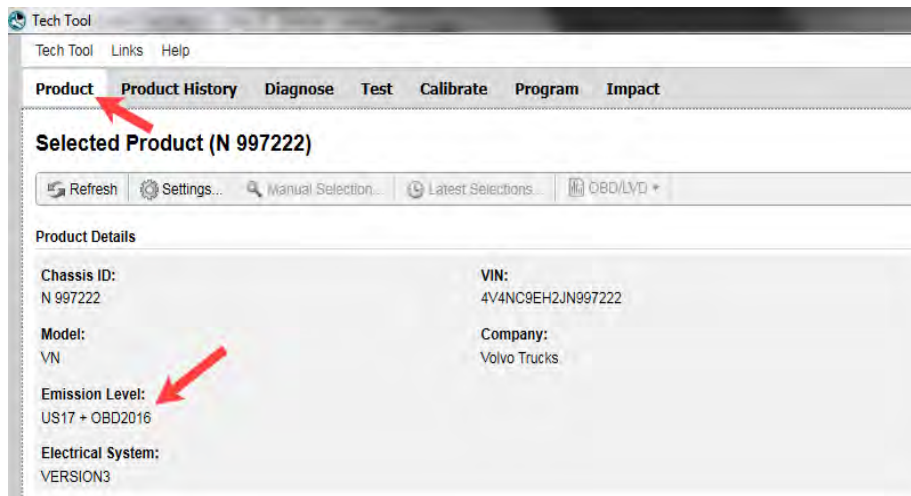 Tech Tool
Tech Tool Links Help
Product Product History Diagnose Test Calibrate Program Impact
Selected Product (N 997222)
Refresh Settings... Manual Selection... Latest Selections... OBD/LVD
Product Details
Chassis ID: VIN:
N 997222 4V4NC9EH2JN997222
Model: Company:
VN Volvo Trucks
Emission Level:
US17 + OBD2016
Electrical System:
VERSION3